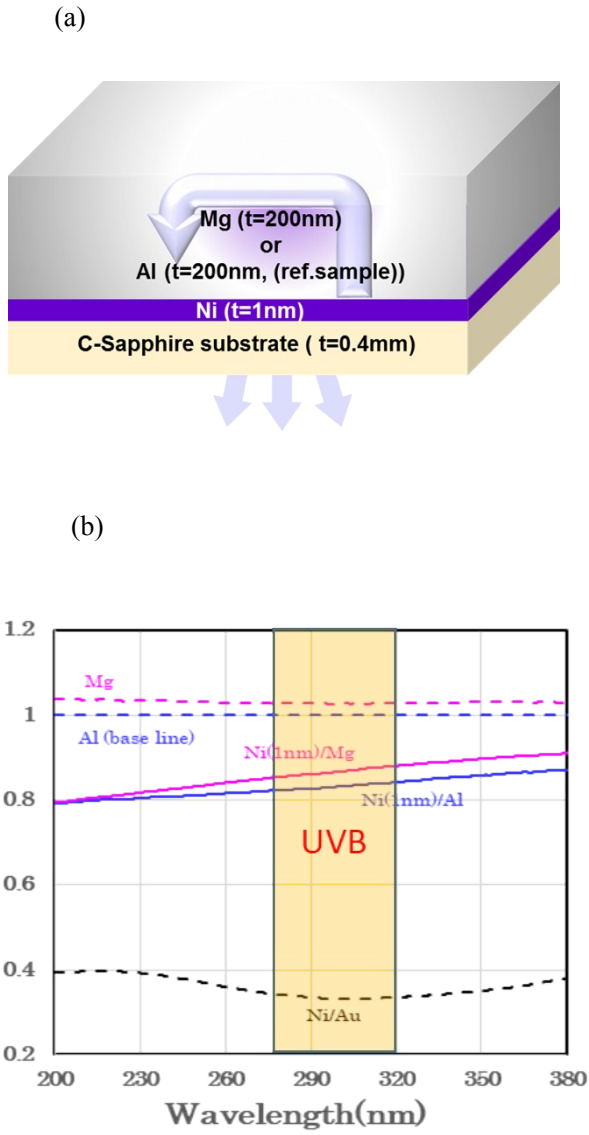 (a)
Mg (t=200nm)
or
Al (t=200nm, (ref.sample))
Ni (t=1nm)
C-Sapphire substrate ( t=0.4mm)
(b)
1.2
Mg
1
Al (base line)
Ni(1nm)/Mg
0.8
Ni(1nm)/Al
UVB
0.6
0.4
Ni/Au
0.2
200 230 260 290 320 350 380
Wavelength(nm)